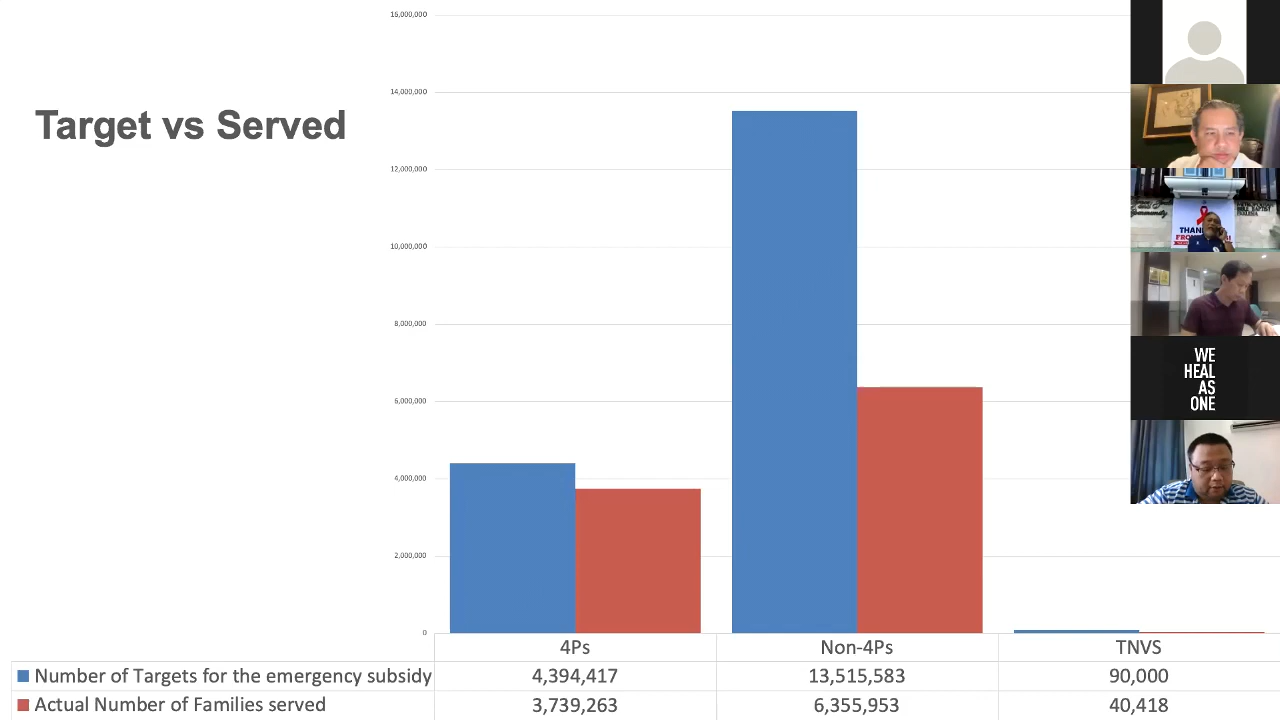 Target vs Served
16,000,000
14,000,000
12,000,000
10,000,000
8,000,000
6,000,000
4,000,000
2,000,000
0
4Ps Non-4Ps TNVS
Number of Targets for the emergency subsidy 4,394,417 13,515,583 90,000
Actual Number of Families served 3,739,263 6,355,953 40,418
WE
HEAL
AS
ONE